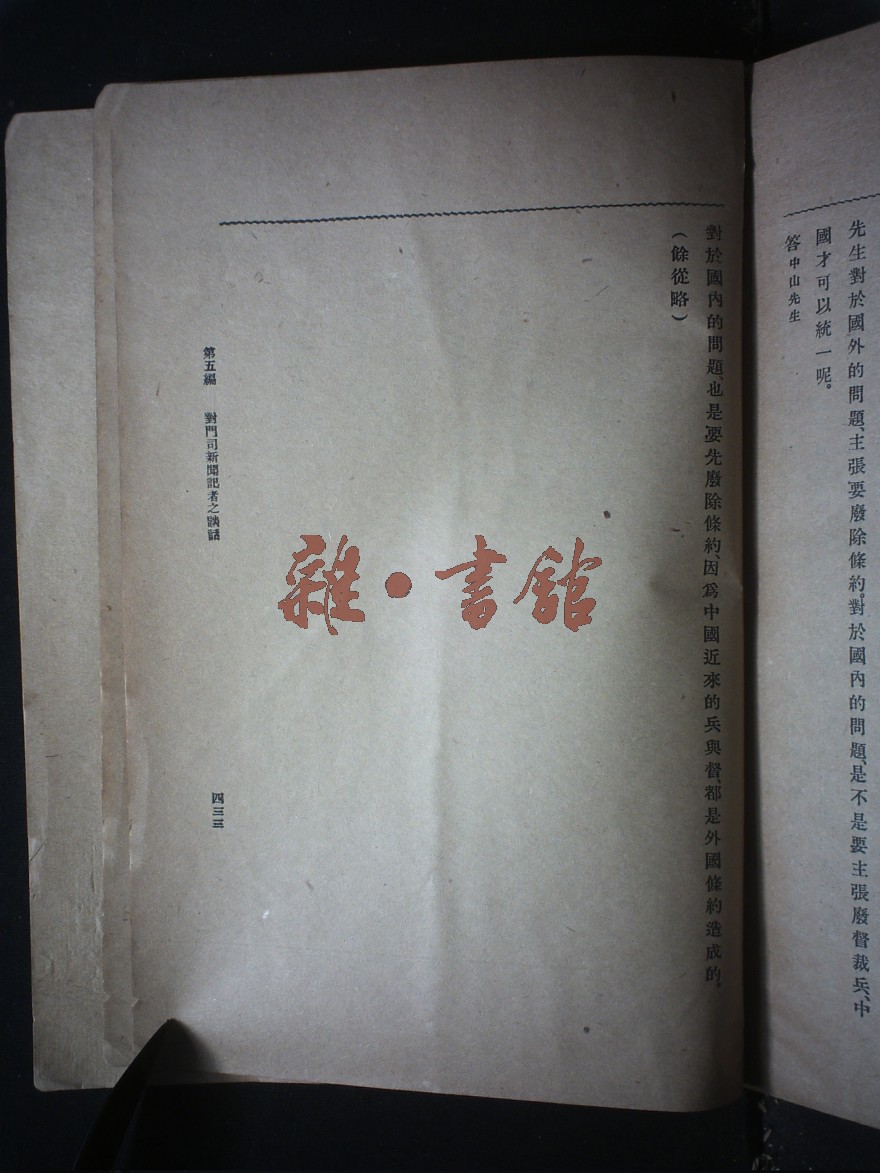 先生對於國外的問題、主張要廢除條約。對於國內的問題、是不是要主張廢督裁兵、中
國才可以統一呢。
答中山先生
對於國內的問題、也是要先廢除條約、因爲中國近來的兵與督、都是外國條約造成的。
（餘從略）
第五編 對門司新聞記者之談話
四三三
雜·書館